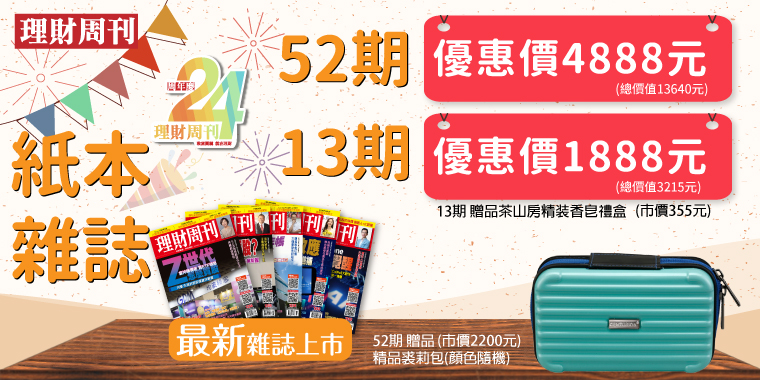 理財周刊
周年慶
24
理財周刊
紙本
雜誌
52期
優惠價4888元
(總價值13640元)
13期
優惠價1888元
(總價值3215元)
13期 贈品茶山房精裝香皂禮盒 (市價355元)
理財周刊
Z世代
最新雜誌上市
52期 贈品 (市價2200元)
精品裘莉包(顏色隨機)